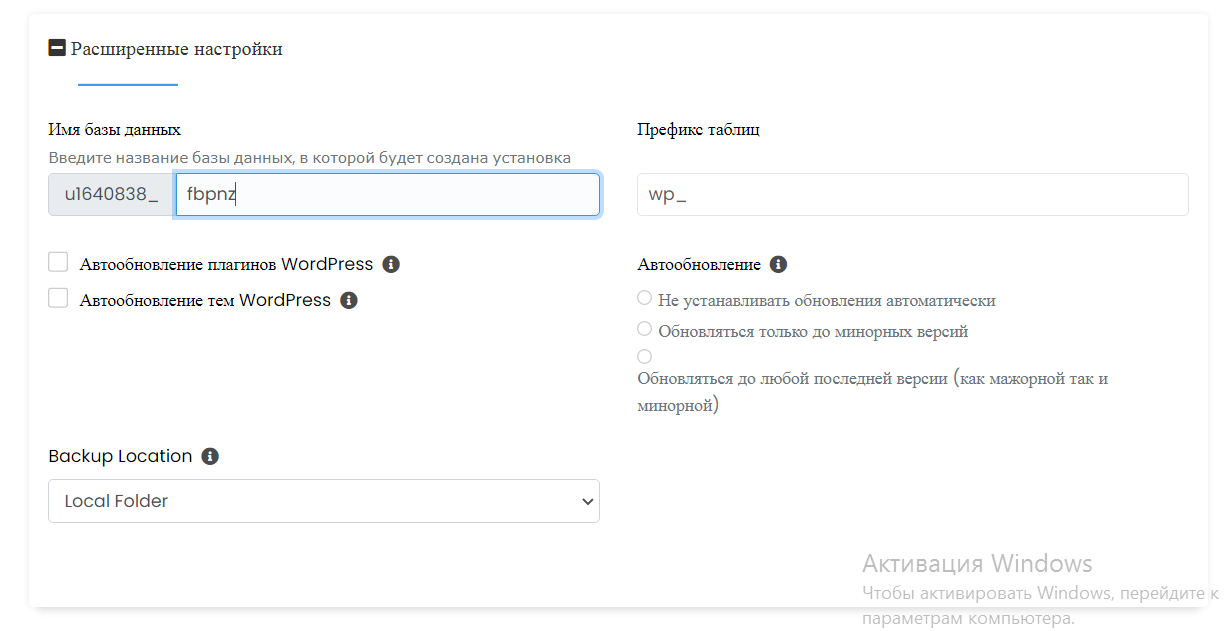 Расширенные настройки
Имя базы данных
Введите название базы данных, в которой будет создана установка
u1640838_ fbpnz
Префикс таблиц
wp_
Автообновление плагинов WordPress
Автообновление тем WordPress
Автообновление
Не устанавливать обновления автоматически
Обновляться только до минорных версий
Обновляться до любой последней версии (как мажорной так и
минорной)
Backup Location
Local Folder
Активация Windows
Чтобы активировать Windows, перейдите к
параметрам компьютера.